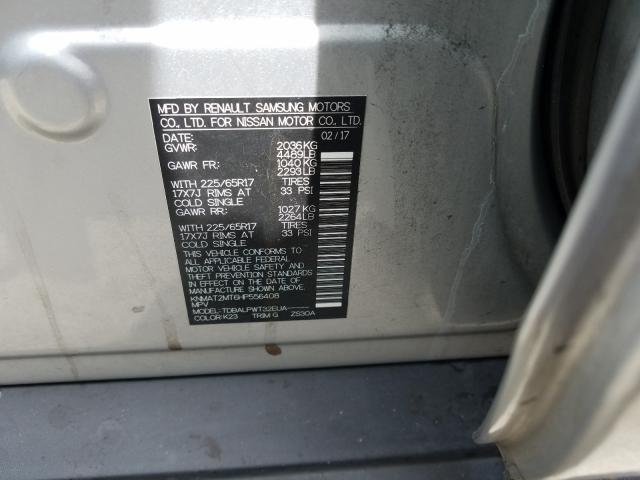 MFD BY RENAULT SAMSUNG MOTORS
CO., LTD. FOR NISSAN MOTOR CO., LTD.
DATE: 02/17
GVWR: 2036KG
4489LB
GAWR FR: 1040KG
2293LB
WITH 225/65R17 TIRES
17X7J RIMS AT 33 PSI
COLD SINGLE
GAWR RR: 1027KG
2264LB
WITH 225/65R17 TIRES
17X7J RIMS AT 33 PSI
COLD SINGLE
THIS VEHICLE CONFORMS TO
ALL APPLICABLE FEDERAL
MOTOR VEHICLE SAFETY AND
THEFT PREVENTION STANDARDS
IN EFFECT ON THE DATE OF
MANUFACTURE SHOWN ABOVE.
KNMAT2MT6HP556408
MPV
MODEL:TDBALPWT32EUA-----
COLOR:K23 TRIM:G ZS30A